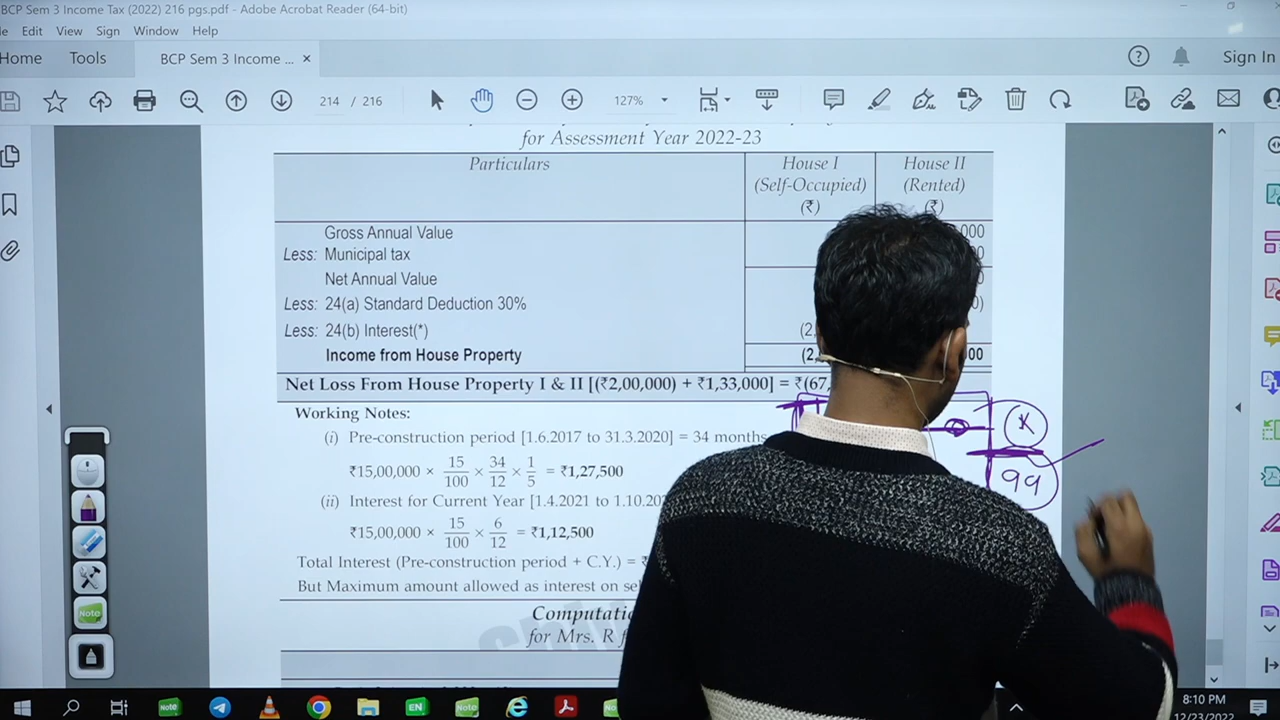 BCP Sem 3 Income Tax (2022) 216 pgs.pdf - Adobe Acrobat Reader (64-bit)
Edit View Sign Window Help
Home Tools BCP Sem 3 Income ... × ? Sign In
214 / 216 127%
for Assessment Year 2022-23
Particulars House I House II
(Self-Occupied) (Rented)
(₹) (₹)
Gross Annual Value
Less: Municipal tax
Net Annual Value
Less: 24(a) Standard Deduction 30%
Less: 24(b) Interest(*)
Income from House Property
Net Loss From House Property I & II [(₹2,00,000) + ₹1,33,000] = ₹(67,
Working Notes:
(i) Pre-construction period [1.6.2017 to 31.3.2020] = 34 months
₹15,00,000 × 15/100 × 34/12 × 1/5 = ₹1,27,500
(ii) Interest for Current Year [1.4.2021 to 1.10.20
₹15,00,000 × 15/100 × 6/12 = ₹1,12,500
99
Total Interest (Pre-construction period + C.Y.) = ₹
But Maximum amount allowed as interest on
for Mrs. R
Note
Note EN Note 8:10 PM
12/23/2022